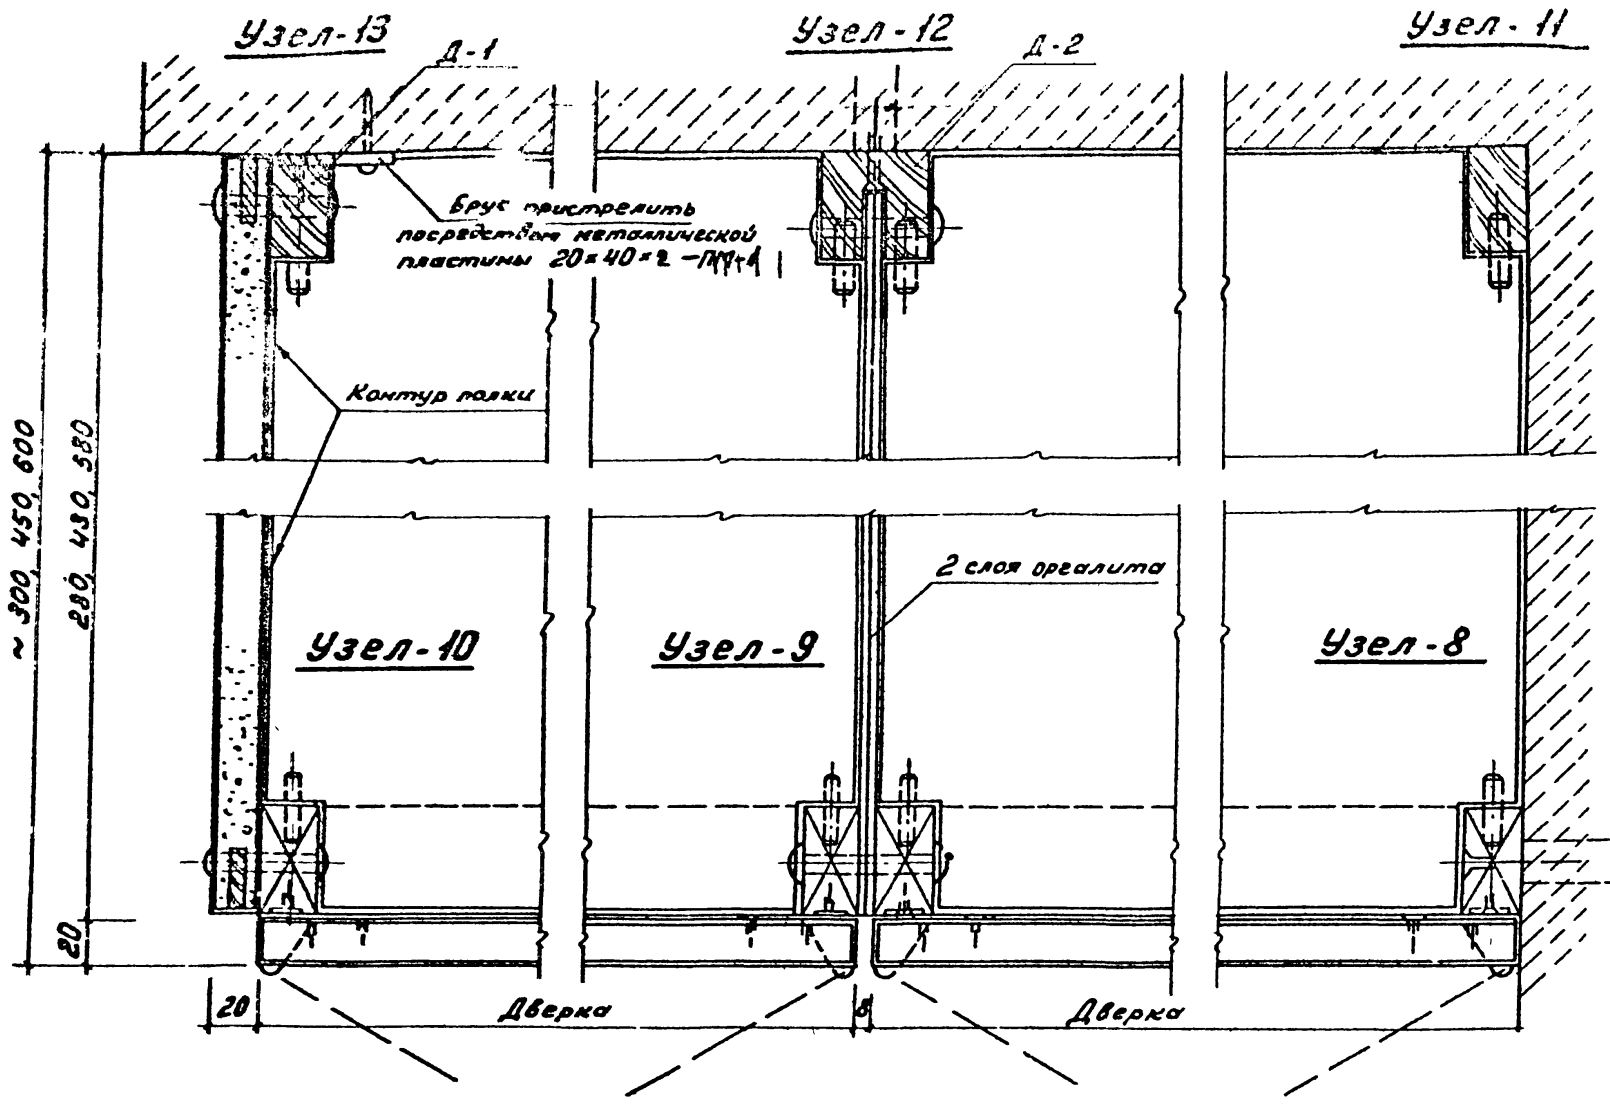 Узел-13
Узел-12
Узел-11
Д-1
Д-2
Брус пристрелить
посредством металлической
пластины 20×40×2
Контур полки
~ 300, 450, 600
280, 430, 580
2 слоя оргалита
Узел-10
Узел-9
Узел-8
20
20
Дверка
8
Дверка